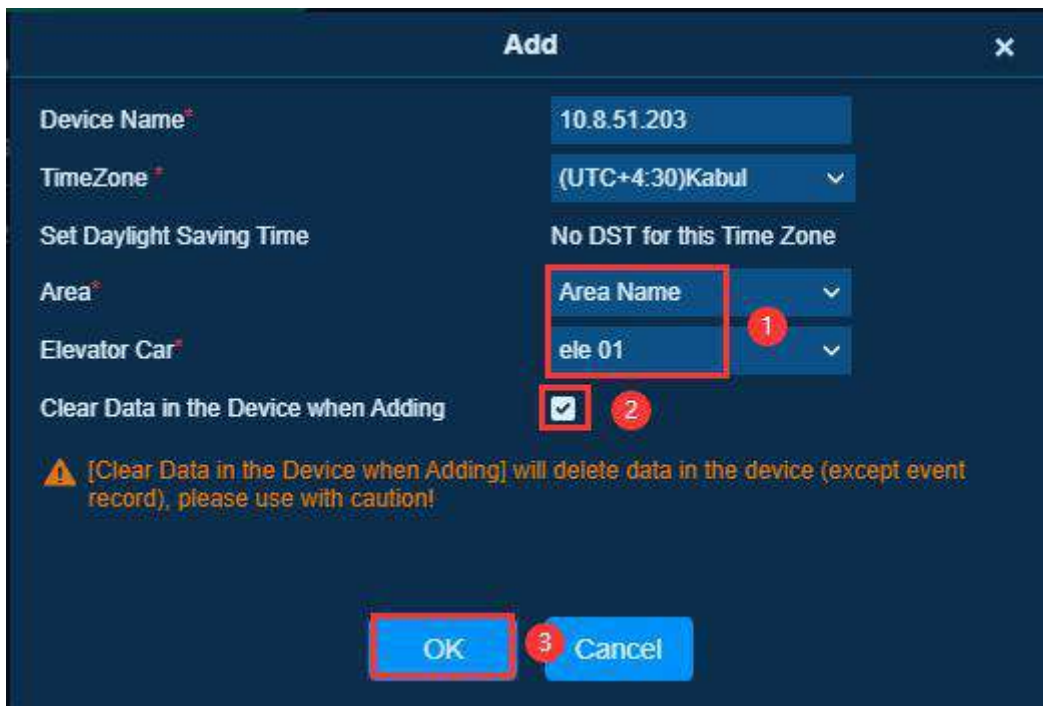 Add
Device Name* 10.8.51.203
TimeZone * (UTC+4:30)Kabul
Set Daylight Saving Time No DST for this Time Zone
Area* Area Name
1
Elevator Car* ele 01
Clear Data in the Device when Adding 2
[Clear Data in the Device when Adding] will delete data in the device (except event
record), please use with caution!
OK 3 Cancel